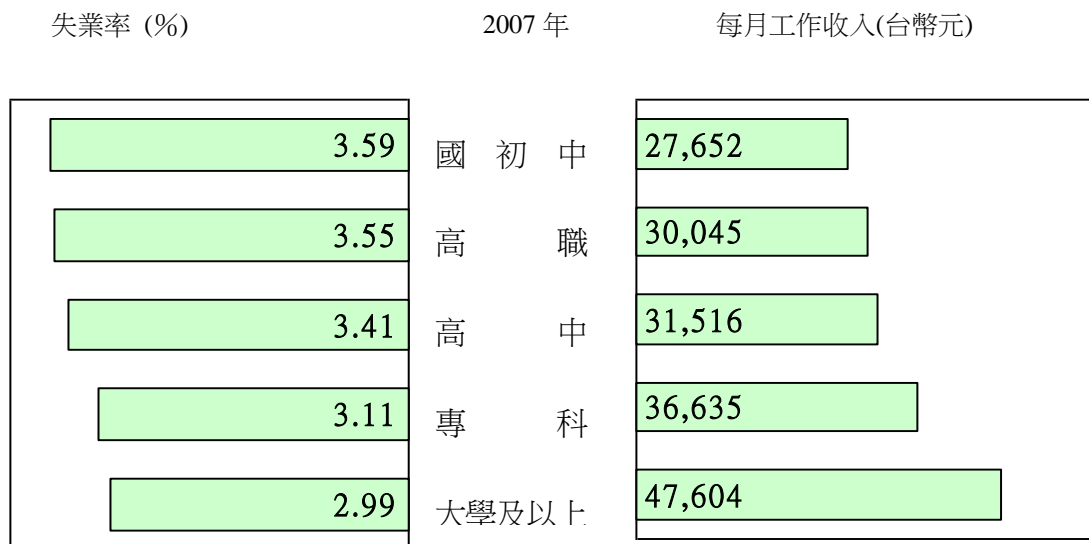 失業率 (%) 2007 年 每月工作收入(台幣元)
3.59 國初中 27,652
3.55 高職 30,045
3.41 高中 31,516
3.11 專科 36,635
2.99 大學及以上 47,604